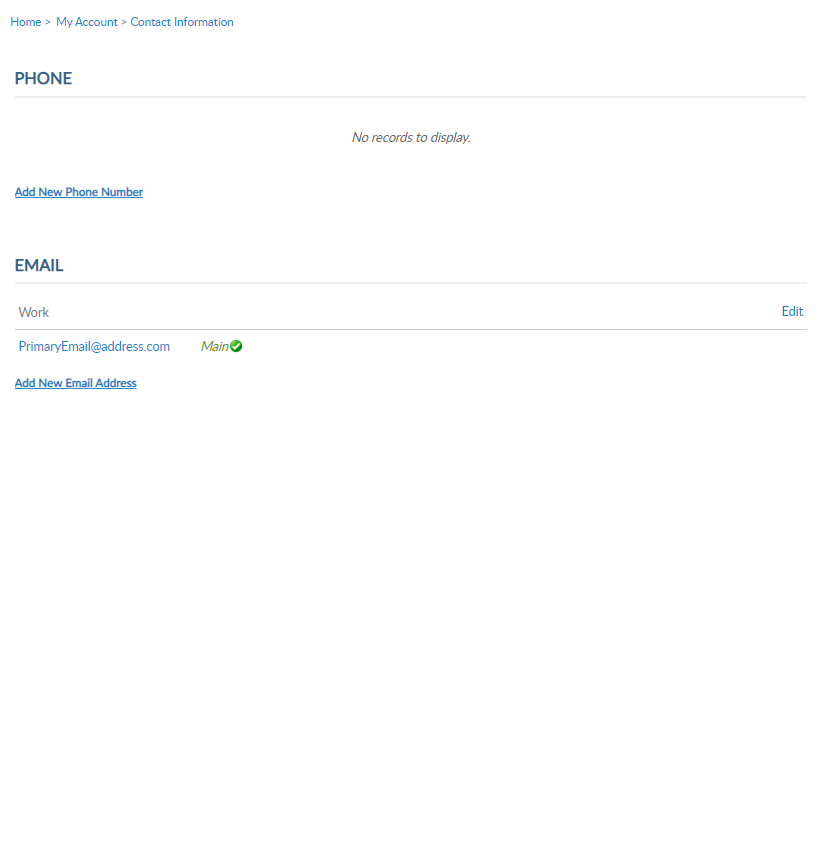 Home > My Account > Contact Information
PHONE
No records to display.
Add New Phone Number
EMAIL
Work Edit
PrimaryEmail@address.com Main
Add New Email Address